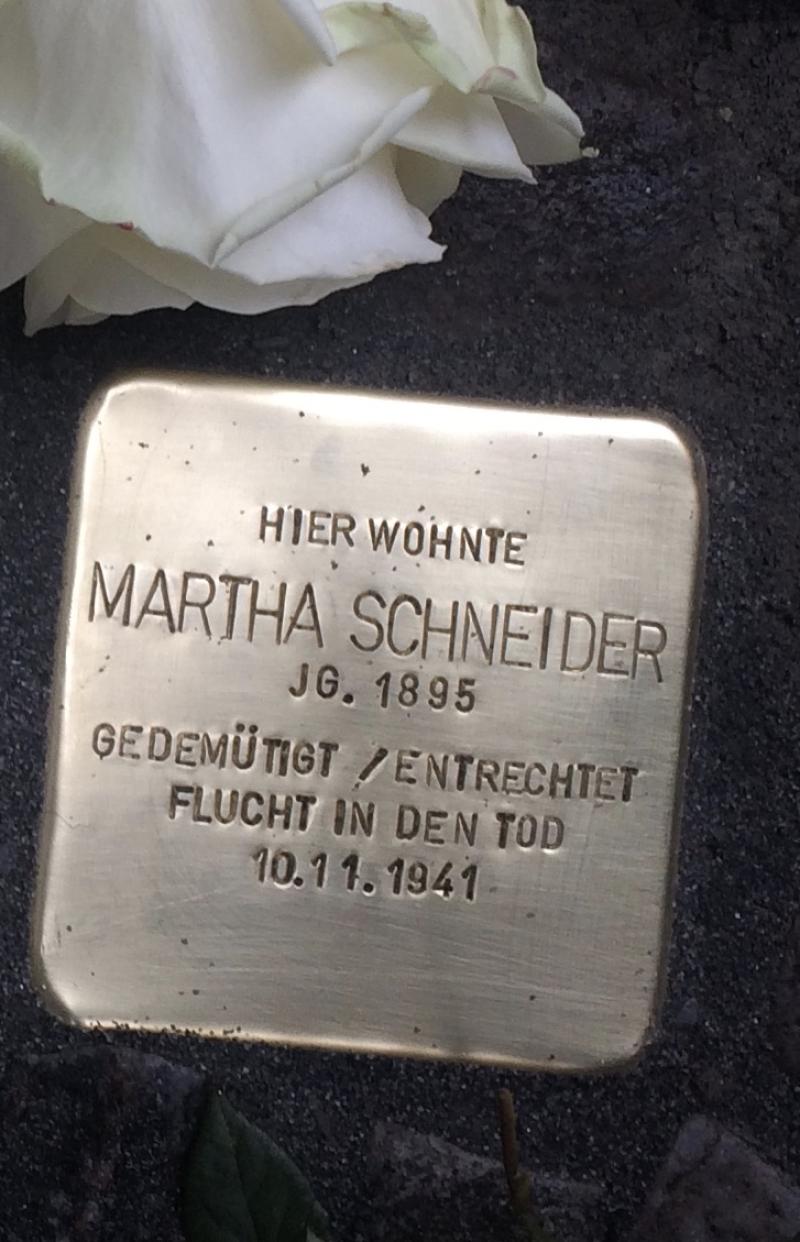 HIER WOHNTE
MARTHA SCHNEIDER
JG. 1895
GEDEMÜTIGT / ENTRECHTET
FLUCHT IN DEN TOD
10.11.1941